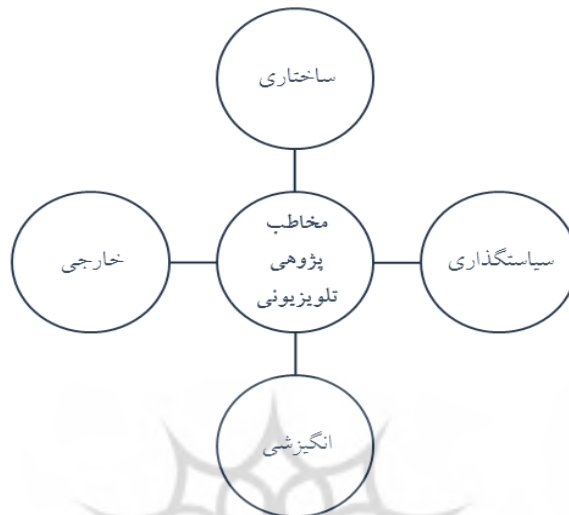 ساختاری
مخاطب
پژوهی
تلویزیونی
سیاستگذاری
خارجی
انگیزشی